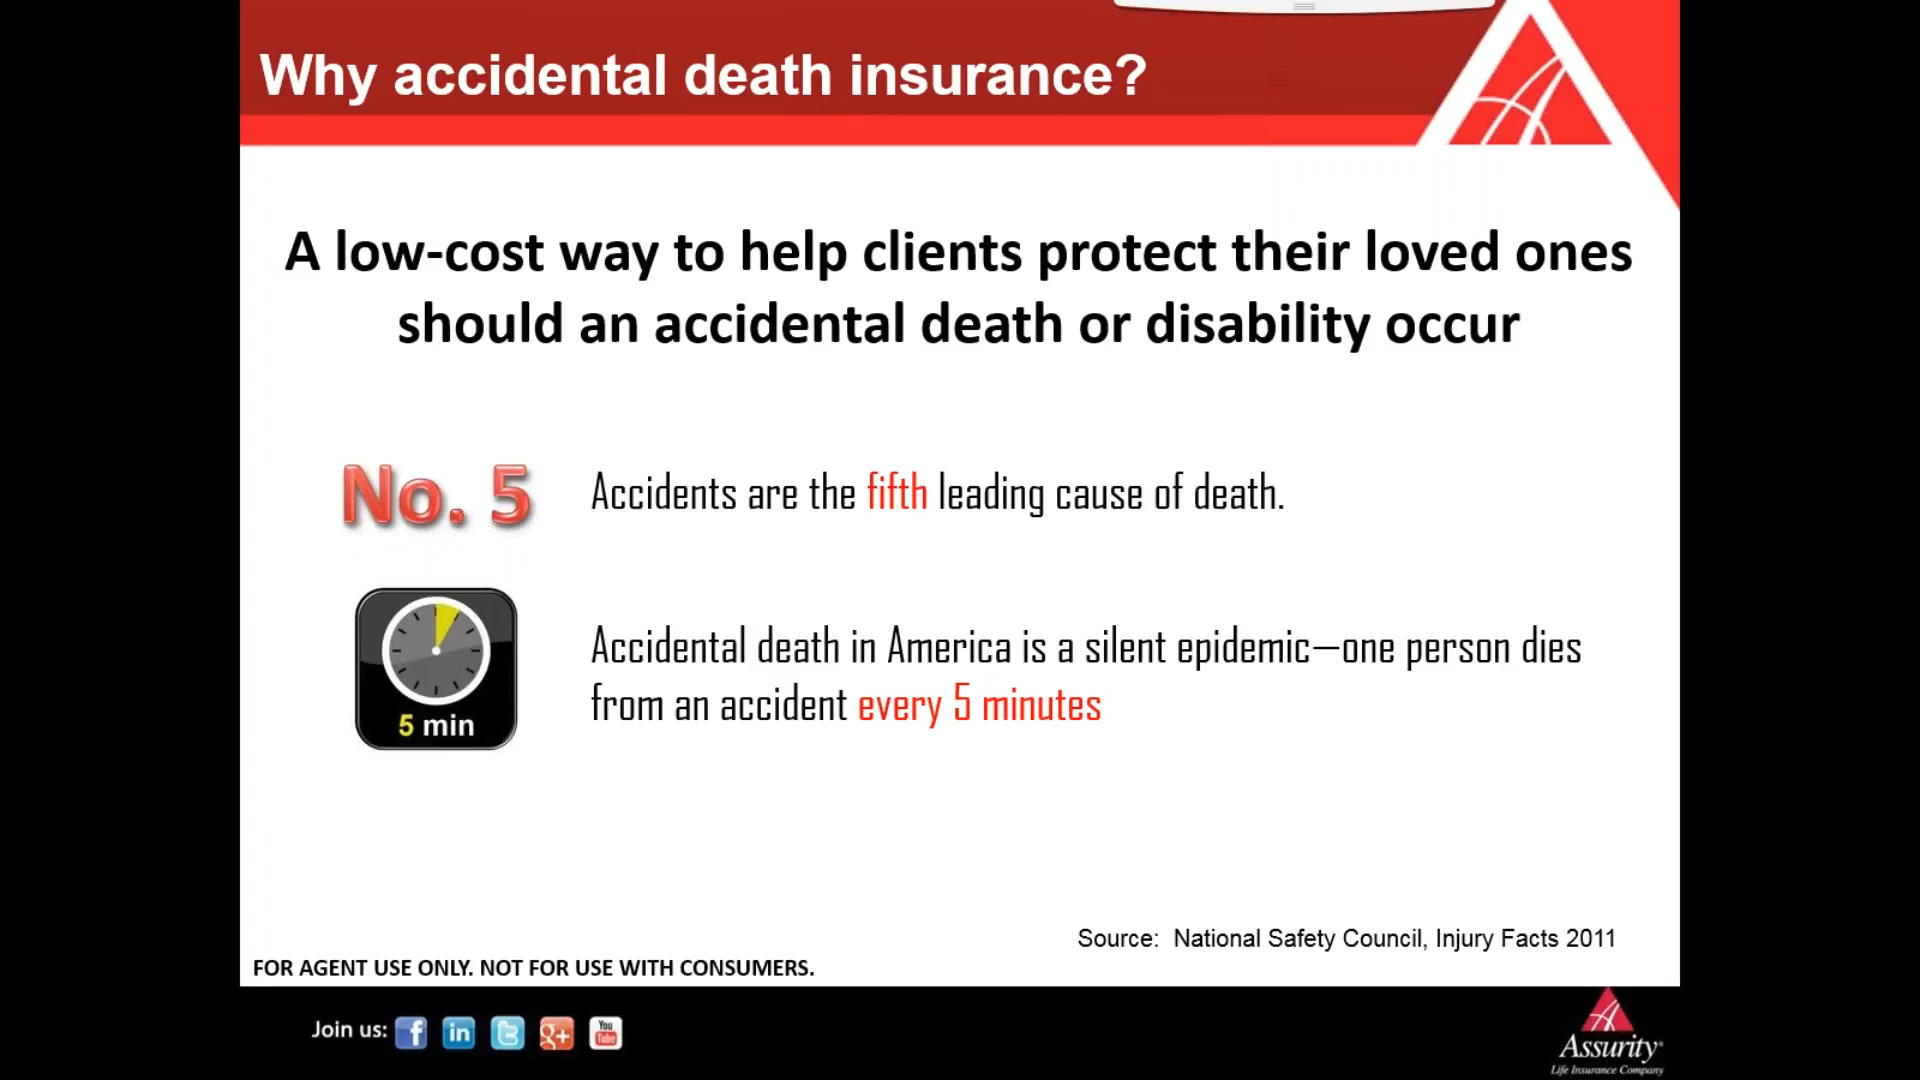 Why accidental death insurance?
A low-cost way to help clients protect their loved ones
should an accidental death or disability occur
No. 5
Accidents are the fifth leading cause of death.
5 min
Accidental death in America is a silent epidemic—one person dies
from an accident every 5 minutes
Source: National Safety Council, Injury Facts 2011
FOR AGENT USE ONLY. NOT FOR USE WITH CONSUMERS.
Join us: f in t g+ You Tube
Assurity®
Life Insurance Company